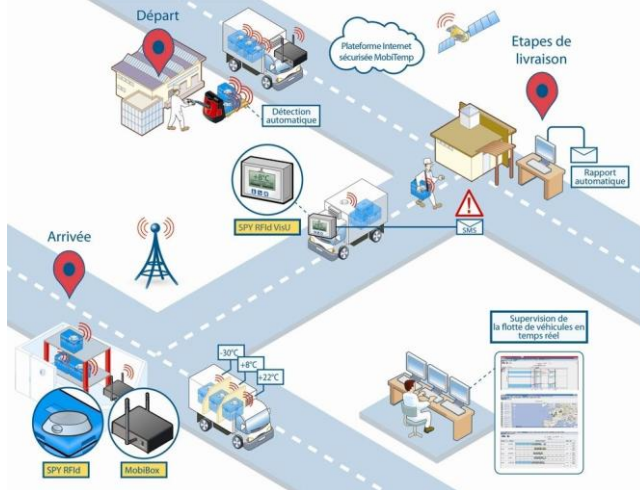 Départ
Plateforme Internet
sécurisée MobiTemp
Etapes de
livraison
Détection
automatique
Rapport
automatique
SPY RFId VisU
SMS
Arrivée
-30°C
+8°C
+22°C
Supervision de
la flotte de véhicules en
temps réel
SPY RFId
MobiBox